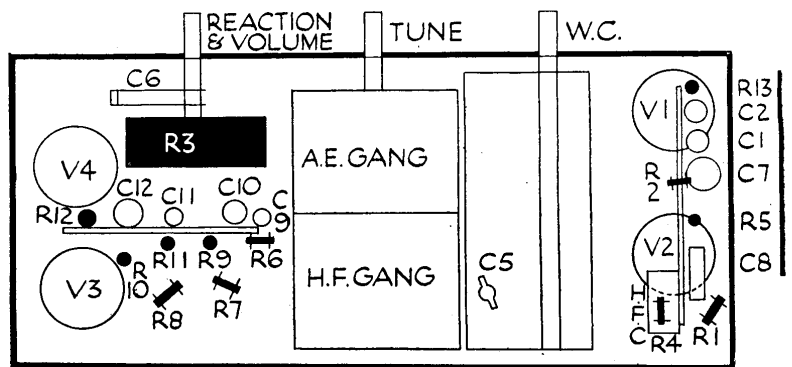 REACTION
& VOLUME
TUNE
W.C.
C6
R3
V4
C12
C11
C10
C
9
R12
R11
R9
R6
V3
R
10
R8
R7
A.E. GANG
H.F. GANG
C5
V1
R
2
V2
H.
F.
C
R4
R1
R13
C2
C1
C7
R5
C8